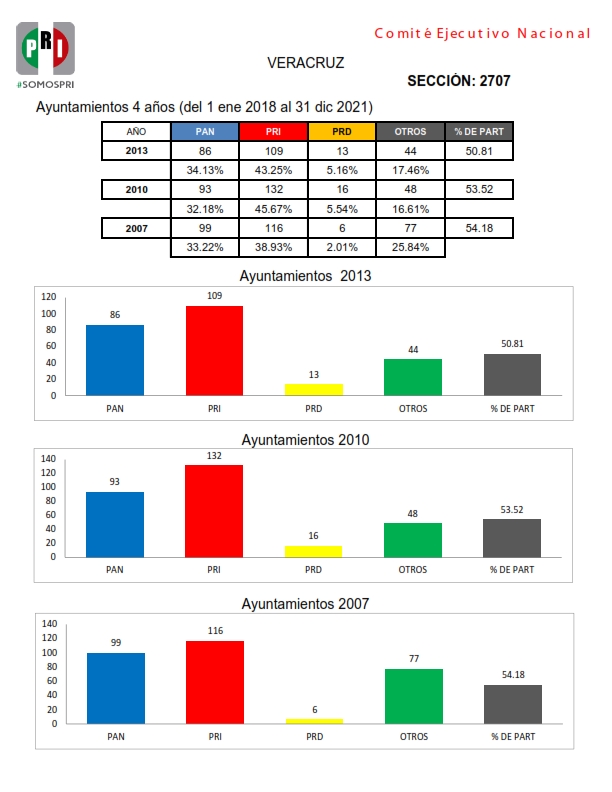 Comité Ejecutivo Nacional
PRI
#SOMOSPRI
VERACRUZ
SECCIÓN: 2707
Ayuntamientos 4 años (del 1 ene 2018 al 31 dic 2021)
AÑO PAN PRI PRD OTROS % DE PART
2013 86 109 13 44 50.81
34.13% 43.25% 5.16% 17.46%
2010 93 132 16 48 53.52
32.18% 45.67% 5.54% 16.61%
2007 99 116 6 77 54.18
33.22% 38.93% 2.01% 25.84%
Ayuntamientos 2013
120
100
80
60
40
20
0
86 109 13 44 50.81
PAN PRI PRD OTROS % DE PART
Ayuntamientos 2010
140
120
100
80
60
40
20
0
93 132 16 48 53.52
PAN PRI PRD OTROS % DE PART
Ayuntamientos 2007
140
120
100
80
60
40
20
0
99 116 6 77 54.18
PAN PRI PRD OTROS % DE PART